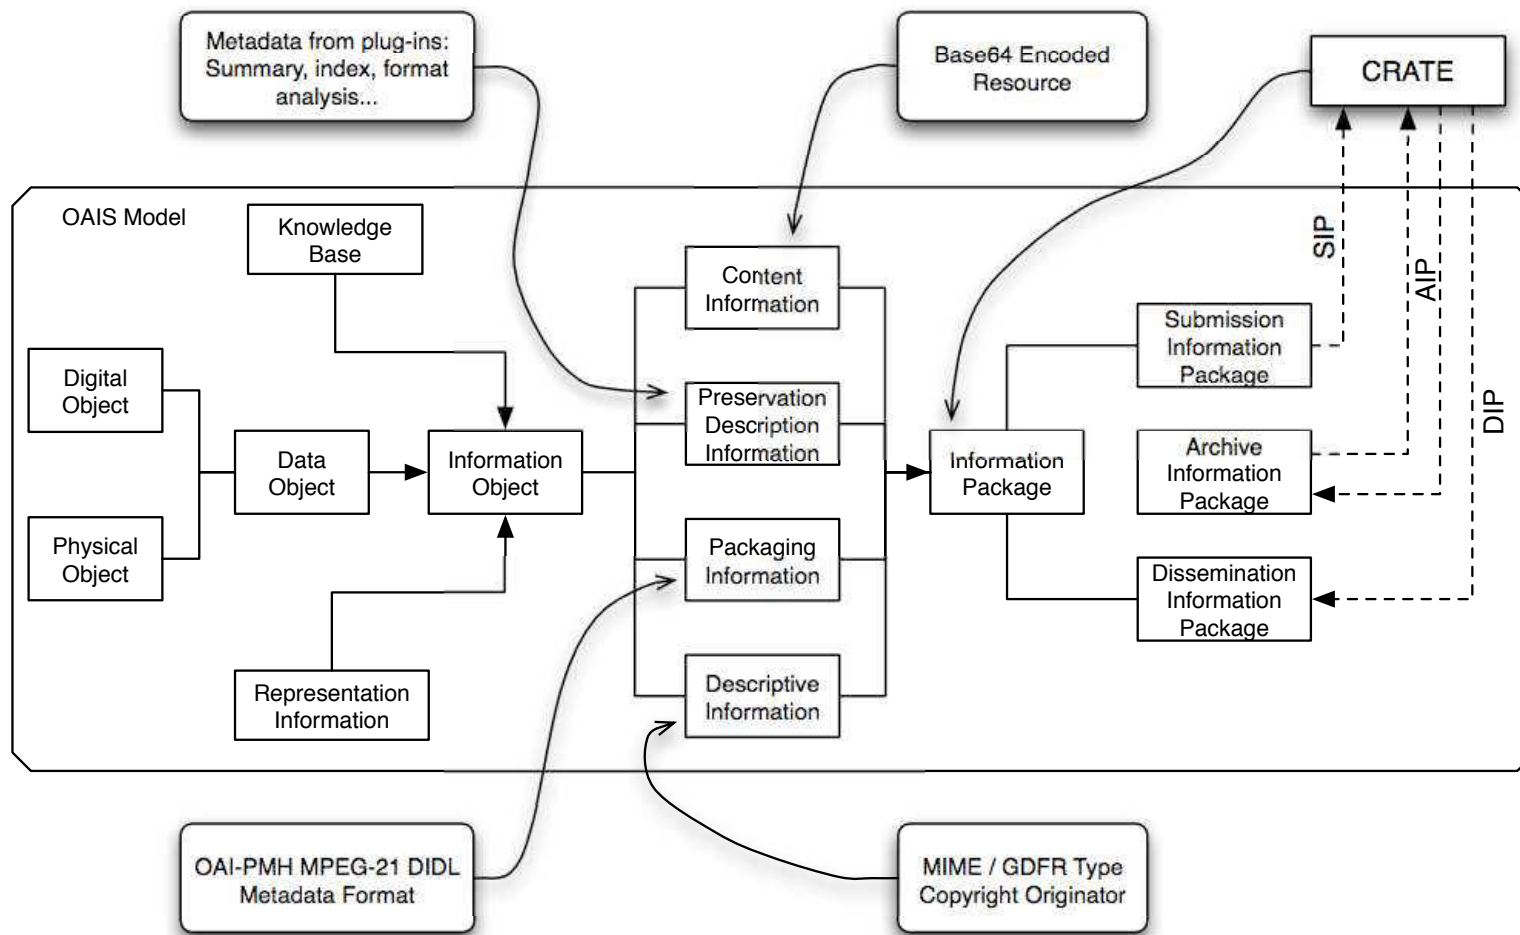 Metadata from plug-ins:
Summary, index, format
analysis...
Base64 Encoded
Resource
CRATE
OAIS Model
Knowledge
Base
Content
Information
SIP
AIP
DIP
Submission
Information
Package
Digital
Object
Preservation
Description
Information
Data
Object
Information
Object
Information
Package
Archive
Information
Package
Physical
Object
Packaging
Information
Dissemination
Information
Package
Representation
Information
Descriptive
Information
OAI-PMH MPEG-21 DIDL
Metadata Format
MIME / GDFR Type
Copyright Originator